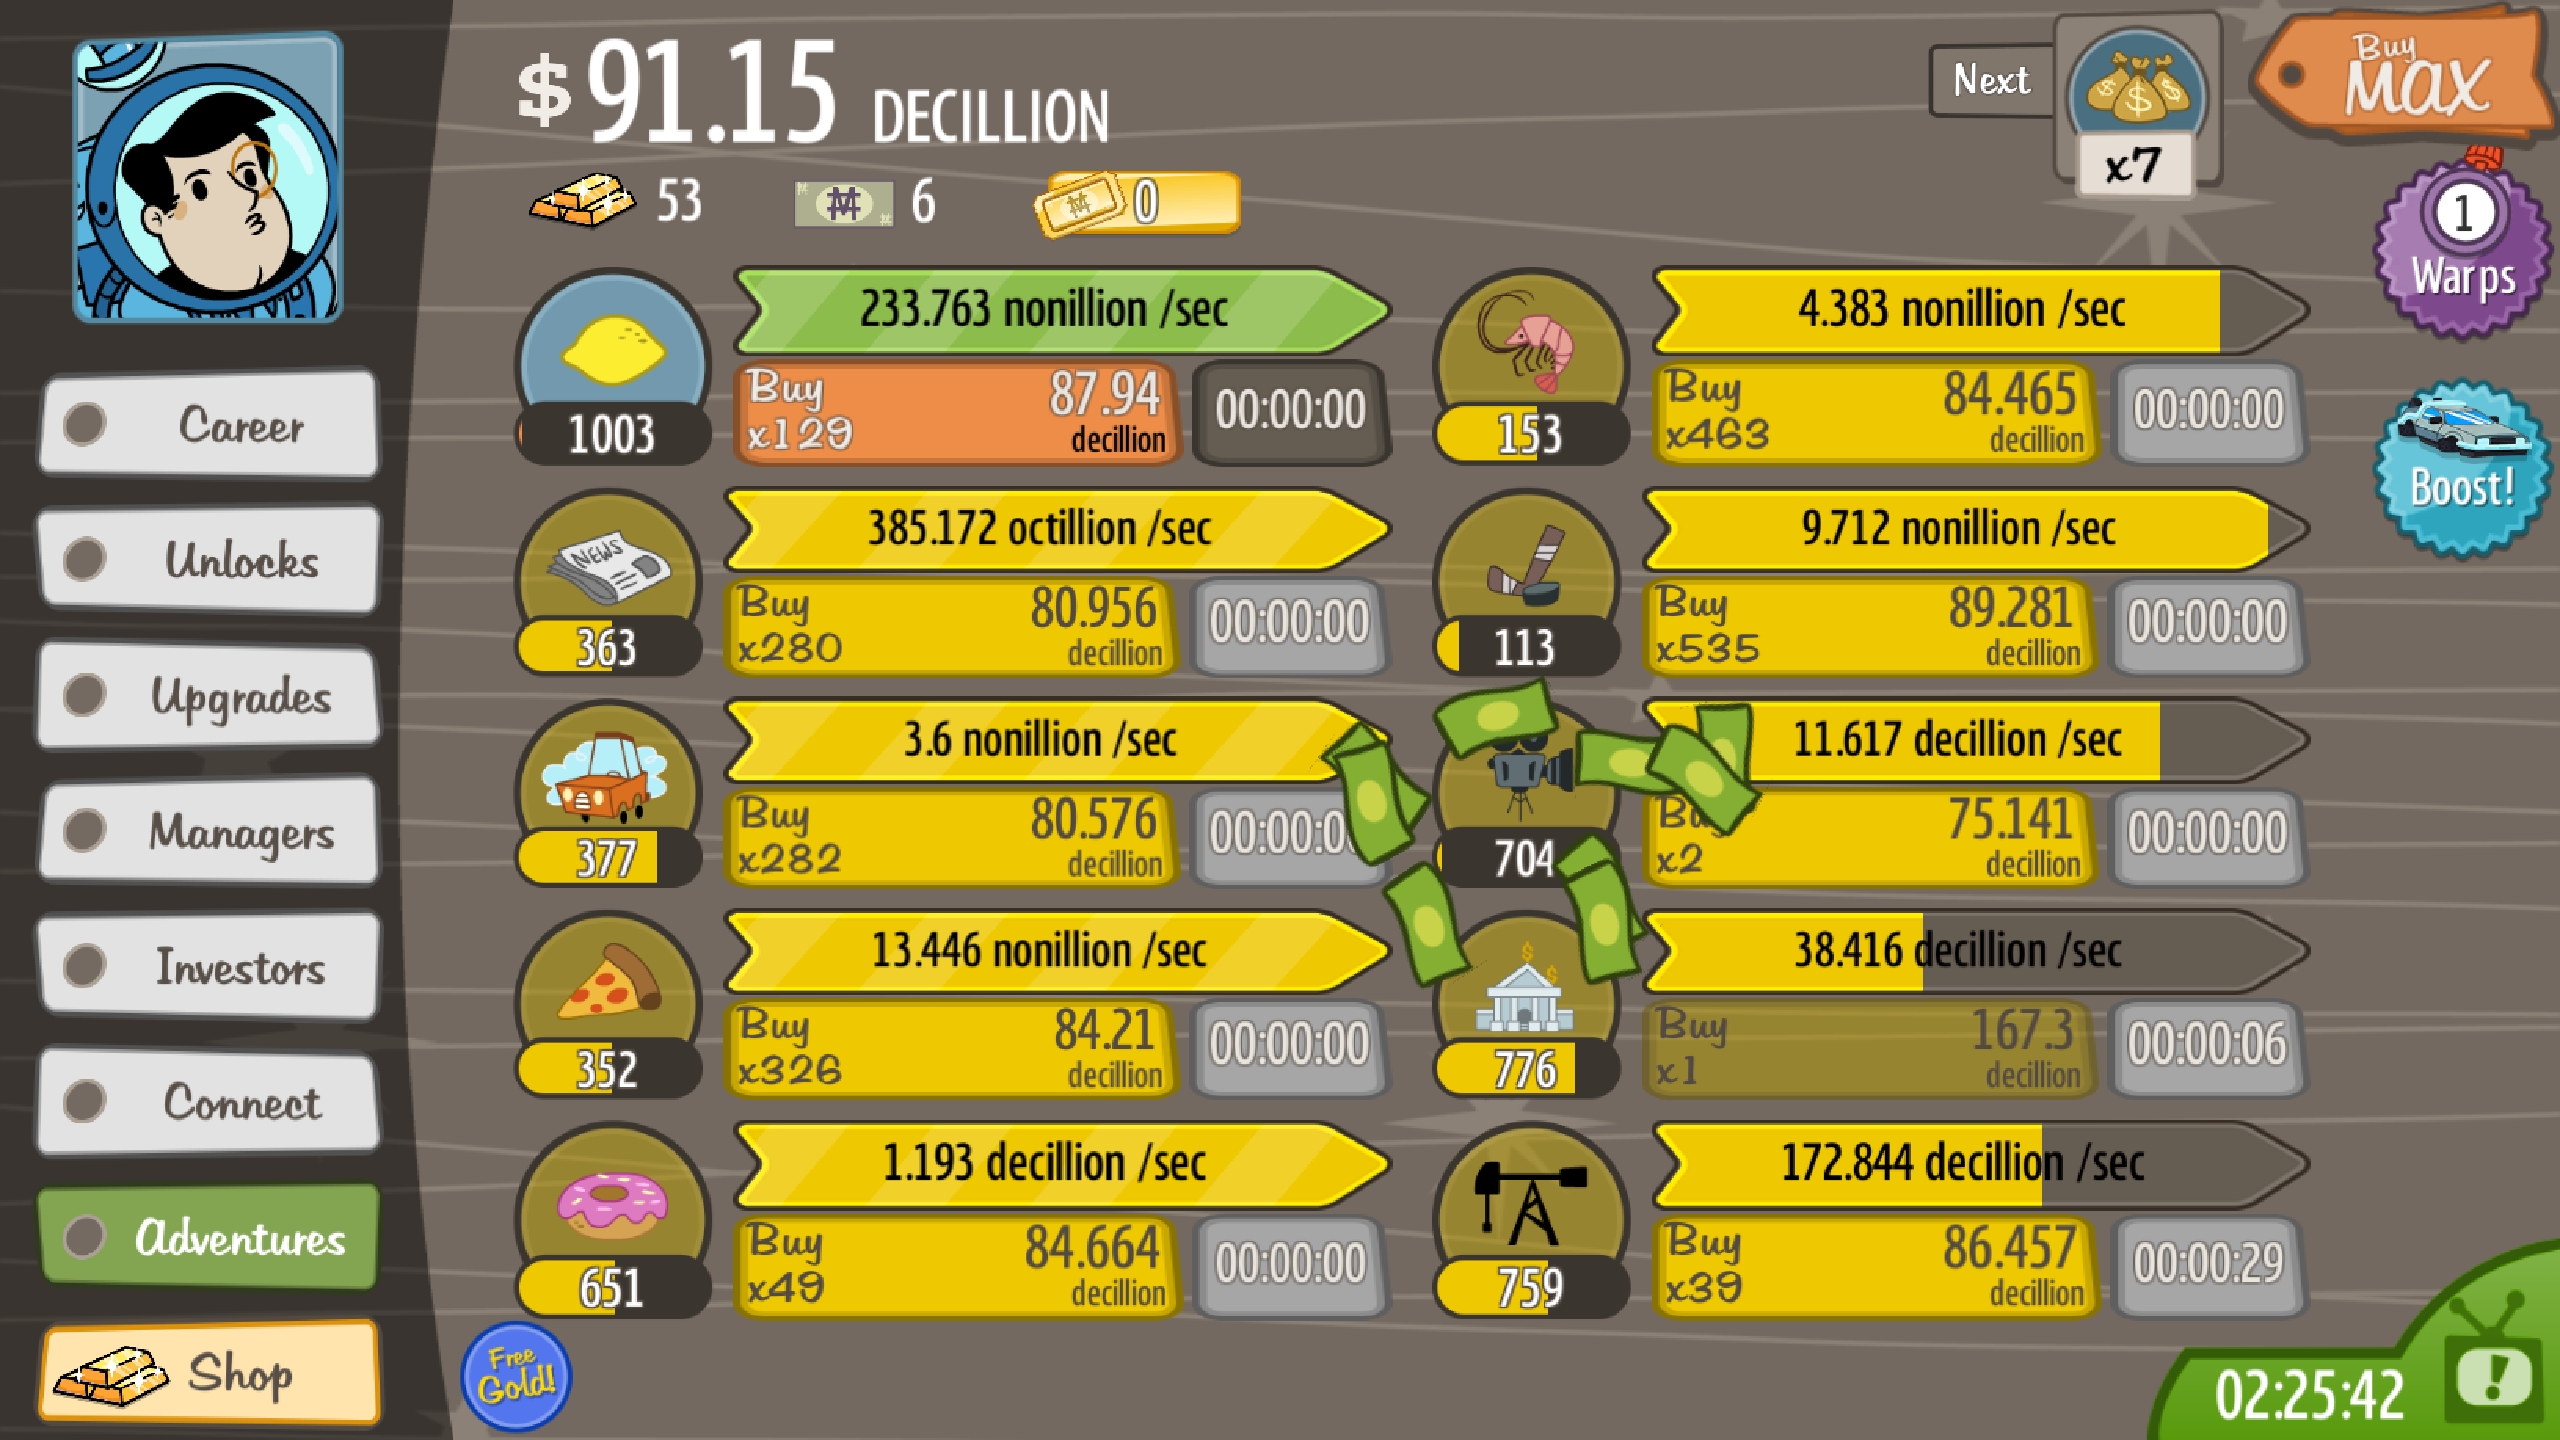 $91.15 DECILLION
53
6
0
Next
x7
Buy
MAX
1
Warps
Boost!
Career
Unlocks
Upgrades
Managers
Investors
Connect
Adventures
Shop
Free
Gold!
233.763 nonillion /sec
1003
Buy 87.94
x129 decillion
00:00:00
NEWS
385.172 octillion /sec
363
Buy 80.956
x280 decillion
00:00:00
3.6 nonillion /sec
377
Buy 80.576
x282 decillion
00:00:0
13.446 nonillion /sec
352
Buy 84.21
x326 decillion
00:00:00
1.193 decillion /sec
651
Buy 84.664
x49 decillion
00:00:00
4.383 nonillion /sec
153
Buy 84.465
x463 decillion
00:00:00
9.712 nonillion /sec
113
Buy 89.281
x535 decillion
00:00:00
11.617 decillion /sec
704
75.141
x2 decillion
00:00:00
38.416 decillion /sec
776
Buy 167.3
x1 decillion
00:00:06
172.844 decillion /sec
759
Buy 86.457
x39 decillion
00:00:29
02:25:42